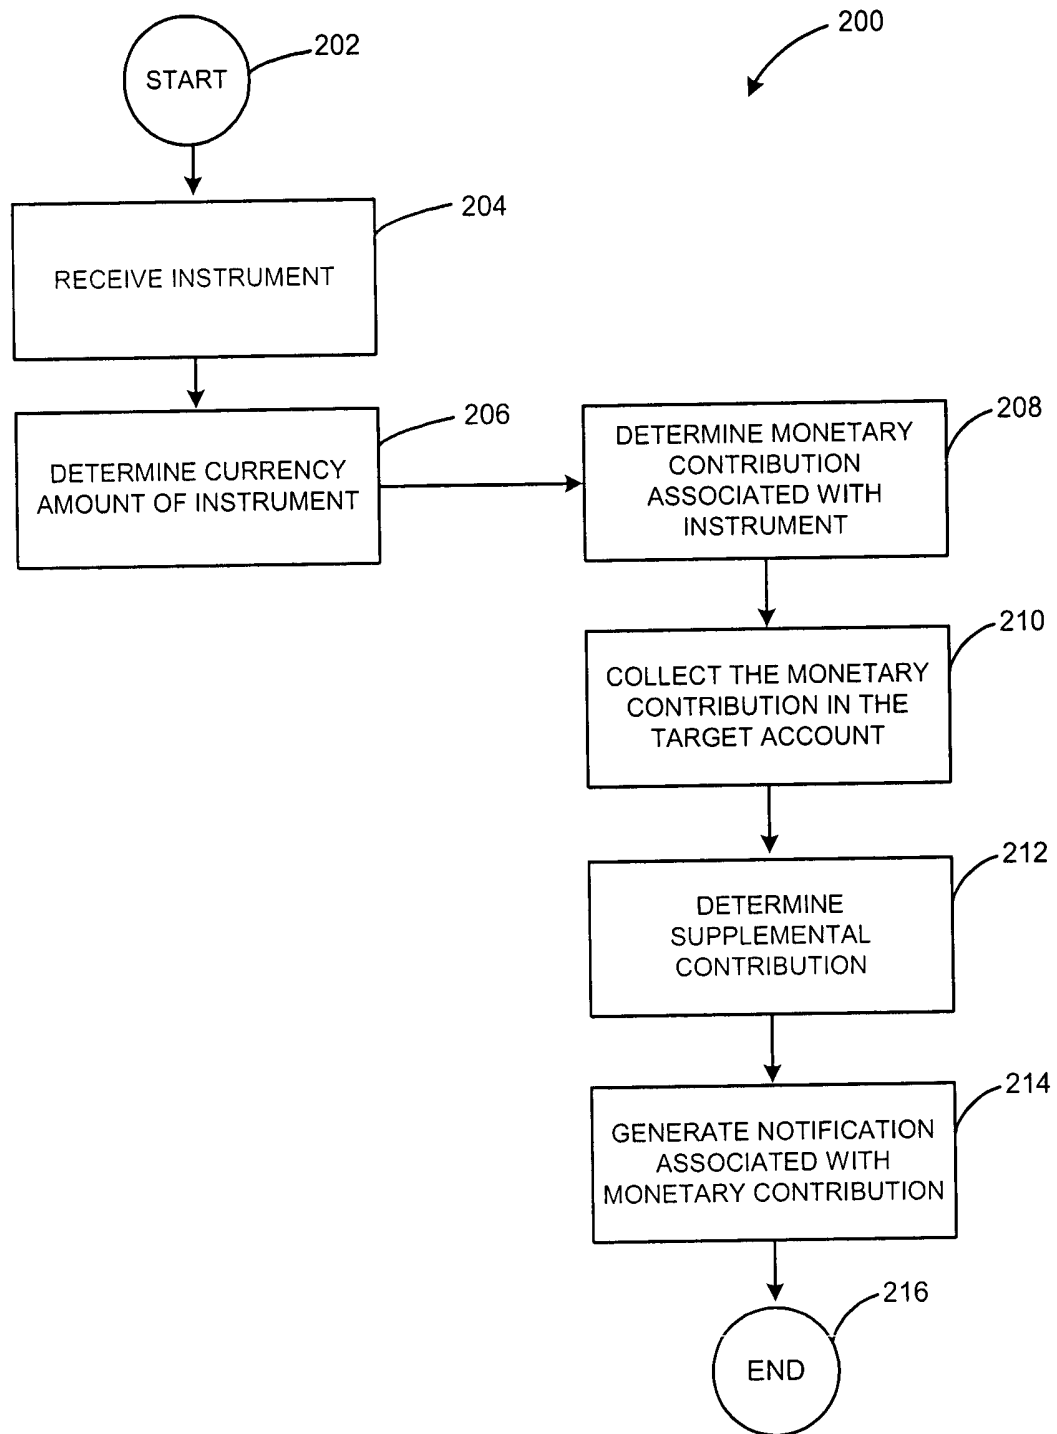 200
START
202
RECEIVE INSTRUMENT
204
DETERMINE CURRENCY
AMOUNT OF INSTRUMENT
206
DETERMINE MONETARY
CONTRIBUTION
ASSOCIATED WITH
INSTRUMENT
208
COLLECT THE MONETARY
CONTRIBUTION IN THE
TARGET ACCOUNT
210
DETERMINE
SUPPLEMENTAL
CONTRIBUTION
212
GENERATE NOTIFICATION
ASSOCIATED WITH
MONETARY CONTRIBUTION
214
END
216